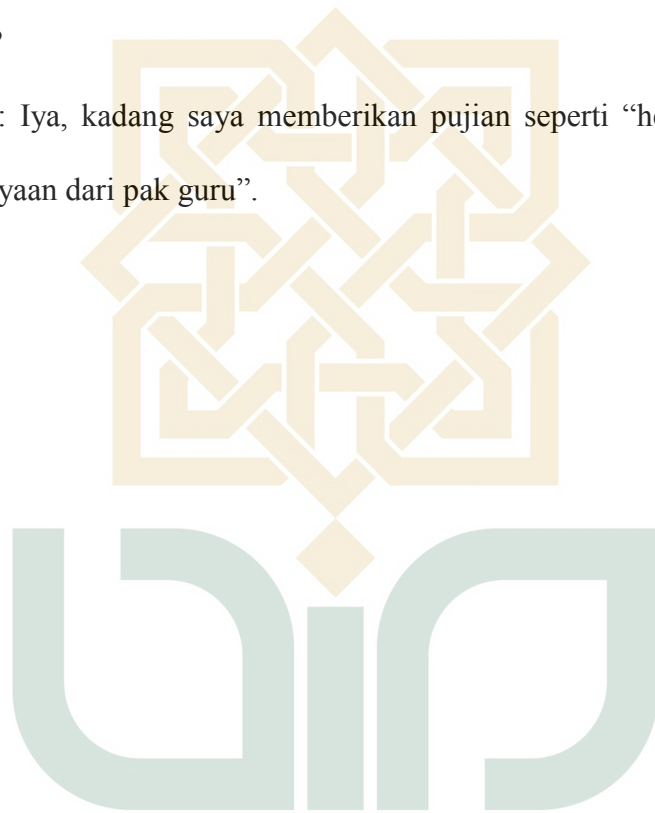 : Iya, kadang saya memberikan pujian seperti “h
yaan dari pak guru”.